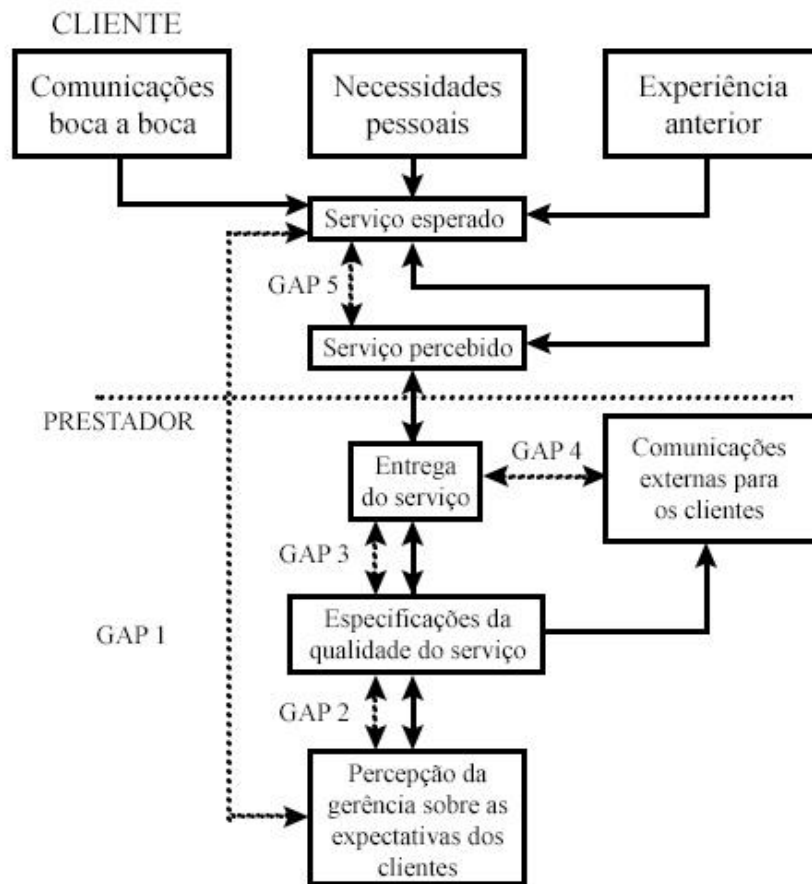 CLIENTE
Comunicações
boca a boca
Necessidades
pessoais
Experiência
anterior
Serviço esperado
GAP 5
Serviço percebido
PRESTADOR
Entrega
do serviço
GAP 4
Comunicações
externas para
os clientes
GAP 3
GAP 1
Especificações da
qualidade do serviço
GAP 2
Percepção da
gerência sobre as
expectativas dos
clientes